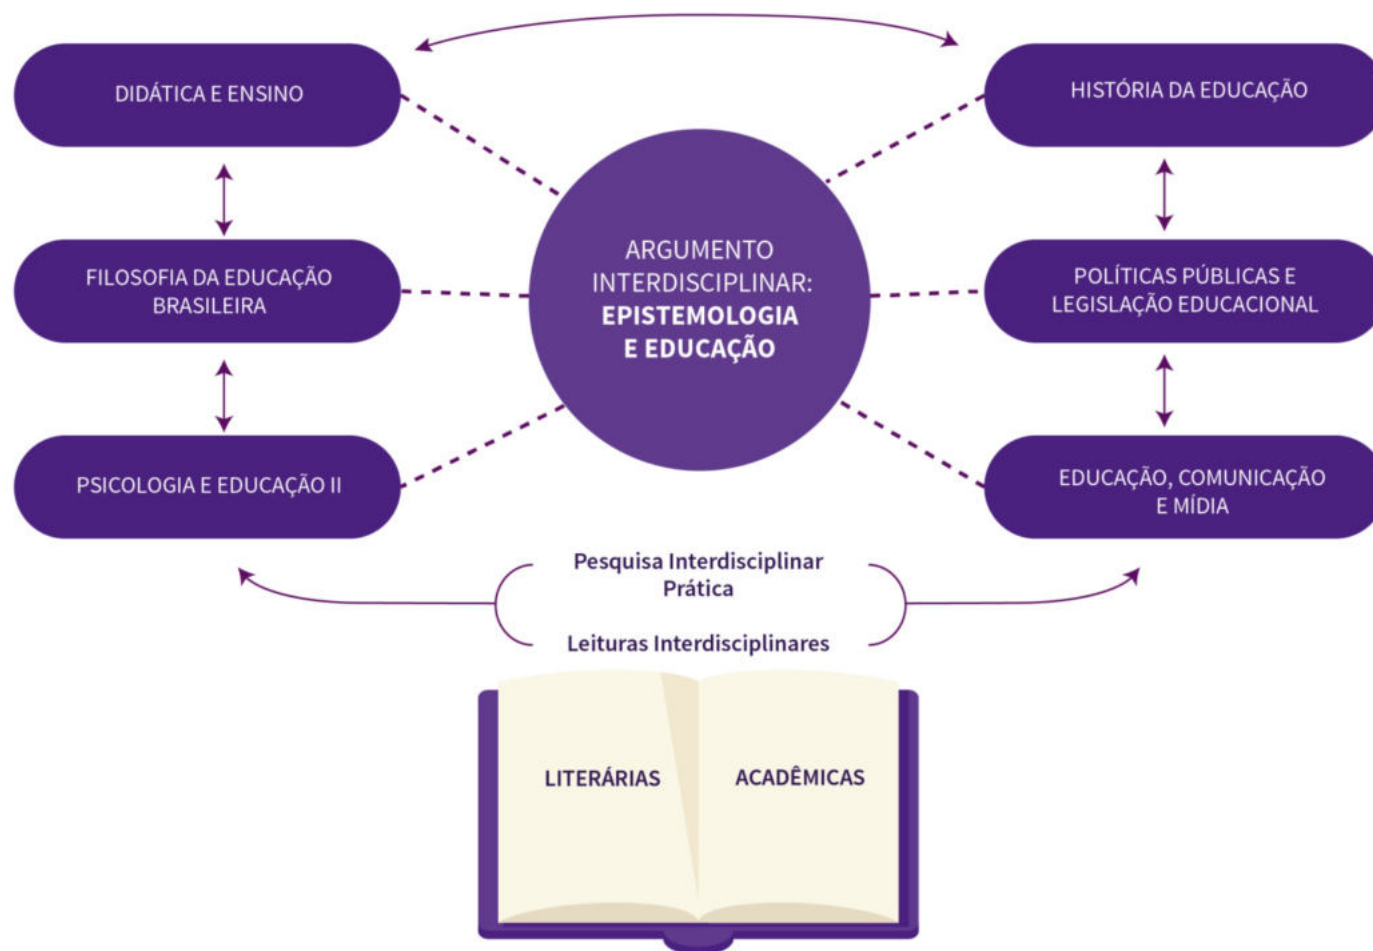 DIDÁTICA E ENSINO
HISTÓRIA DA EDUCAÇÃO
FILOSOFIA DA EDUCAÇÃO
BRASILEIRA
ARGUMENTO
INTERDISCIPLINAR:
EPISTEMOLOGIA
E EDUCAÇÃO
POLÍTICAS PÚBLICAS E
LEGISLAÇÃO EDUCACIONAL
PSICOLOGIA E EDUCAÇÃO II
EDUCAÇÃO, COMUNICAÇÃO
E MÍDIA
Pesquisa Interdisciplinar
Prática
Leituras Interdisciplinares
LITERÁRIAS
ACADÊMICAS